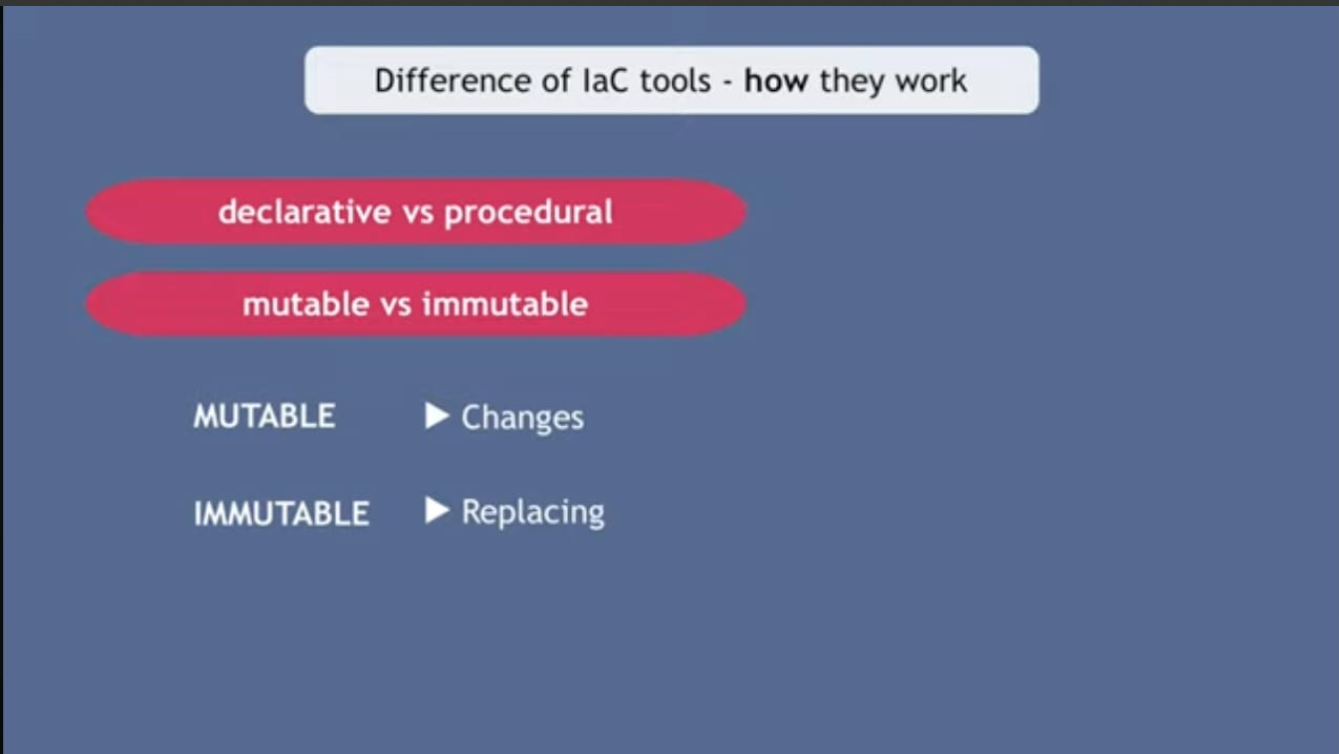 Difference of IaC tools - how they work
declarative vs procedural
mutable vs immutable
MUTABLE ▶ Changes
IMMUTABLE ▶ Replacing